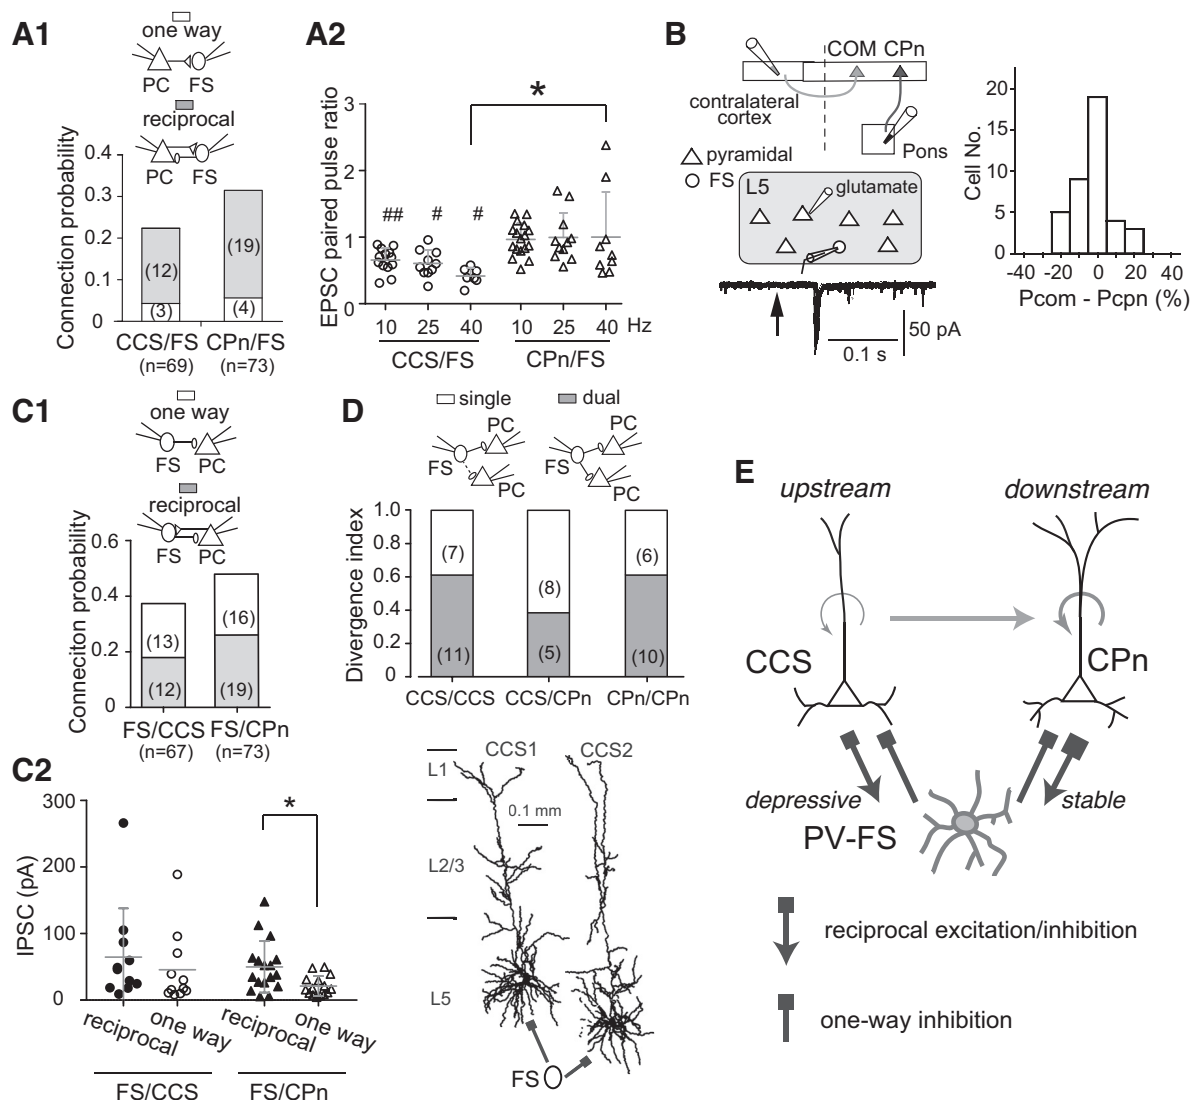 A1
one way
PC FS
reciprocal
PC FS
Connection probability
0.4
0.3
0.2
0.1
0
(12)
(3)
(19)
(4)
CCS/FS CPn/FS
(n=69) (n=73)
A2
EPSC paired pulse ratio
3
2
1
0
*
## # #
10 25 40 10 25 40 Hz
CCS/FS CPn/FS
B
COM CPn
contralateral
cortex
Pons
pyramidal
FS
L5
glutamate
50 pA
0.1 s
Cell No.
20
15
10
5
0
-40 -20 0 20 40
Pcom - Pcpn (%)
C1
one way
FS PC
reciprocal
FS PC
Conneciton probability
0.6
0.4
0.2
0
(13)
(12)
(16)
(19)
FS/CCS FS/CPn
(n=67) (n=73)
C2
IPSC (pA)
300
200
100
0
*
reciprocal one way reciprocal one way
FS/CCS FS/CPn
D
single dual
PC
FS
PC
PC
FS
PC
Divergence index
1.0
0.8
0.6
0.4
0.2
0
(7)
(11)
(8)
(5)
(6)
(10)
CCS/CCS CCS/CPn CPn/CPn
CCS1 CCS2
L1
0.1 mm
L2/3
L5
FS
E
upstream downstream
CCS CPn
depressive stable
PV-FS
reciprocal excitation/inhibition
one-way inhibition